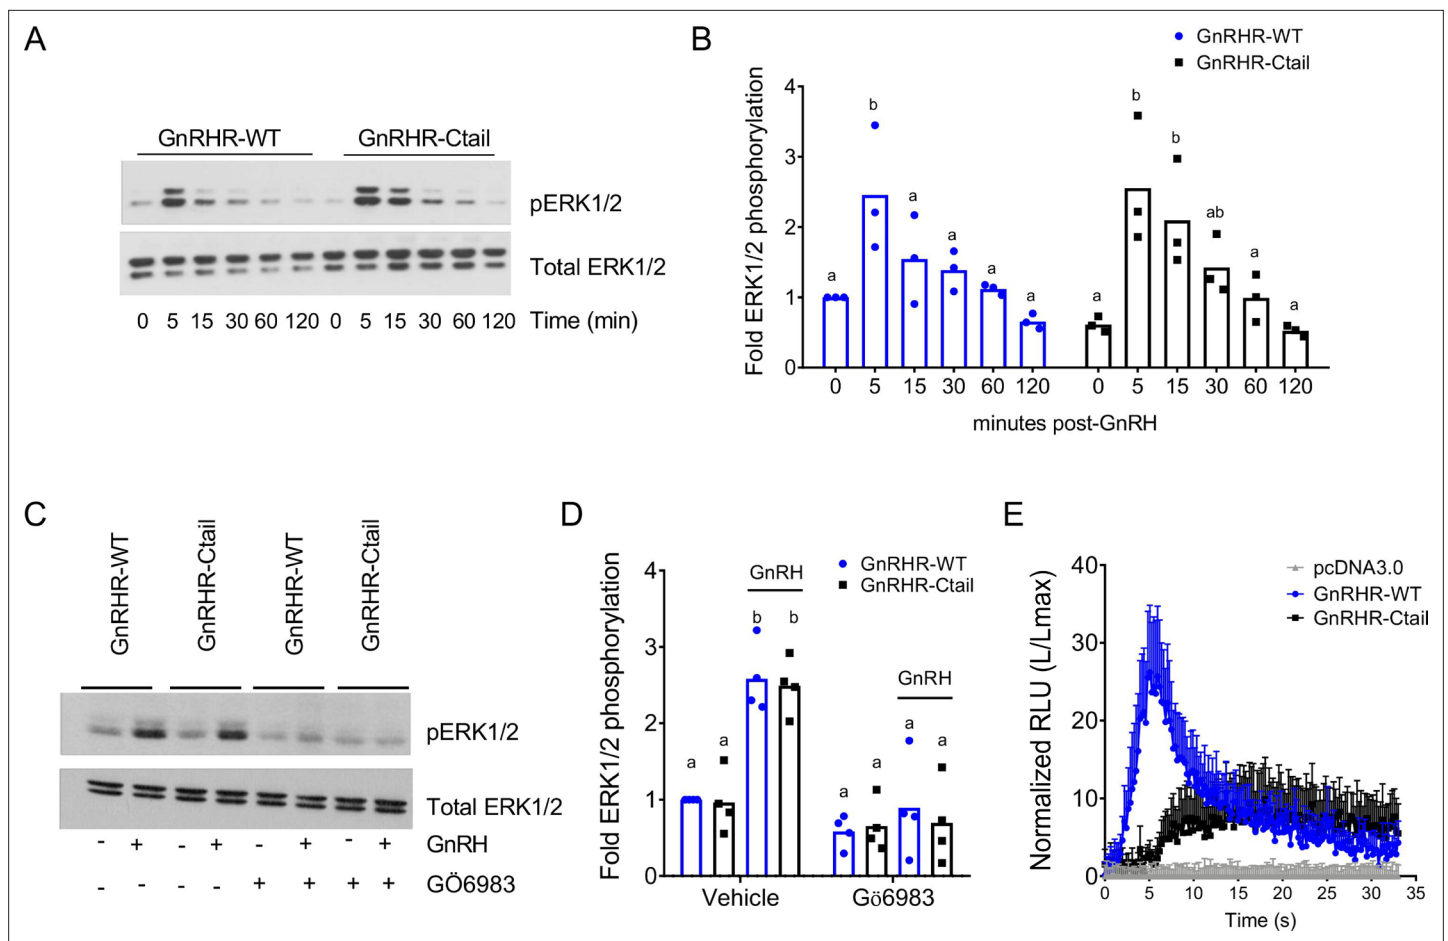 A
GnRHR-WT GnRHR-Ctail
pERK1/2
Total ERK1/2
0 5 15 30 60 120 0 5 15 30 60 120 Time (min)
B
GnRHR-WT
GnRHR-Ctail
Fold ERK1/2 phosphorylation
4
3
2
1
0
a b a a a a a b b ab a a
0 5 15 30 60 120 0 5 15 30 60 120
minutes post-GnRH
C
GnRHR-WT
GnRHR-Ctail
GnRHR-WT
GnRHR-Ctail
pERK1/2
Total ERK1/2
- + - + - + - + GnRH
- - - - + + + + GÖ6983
D
GnRHR-WT
GnRHR-Ctail
Fold ERK1/2 phosphorylation
4
3
2
1
0
GnRH
GnRH
a a b b a a a a
Vehicle Gö6983
E
pcDNA3.0
GnRHR-WT
GnRHR-Ctail
Normalized RLU (L/Lmax)
40
30
20
10
0
0 5 10 15 20 25 30 35
Time (s)